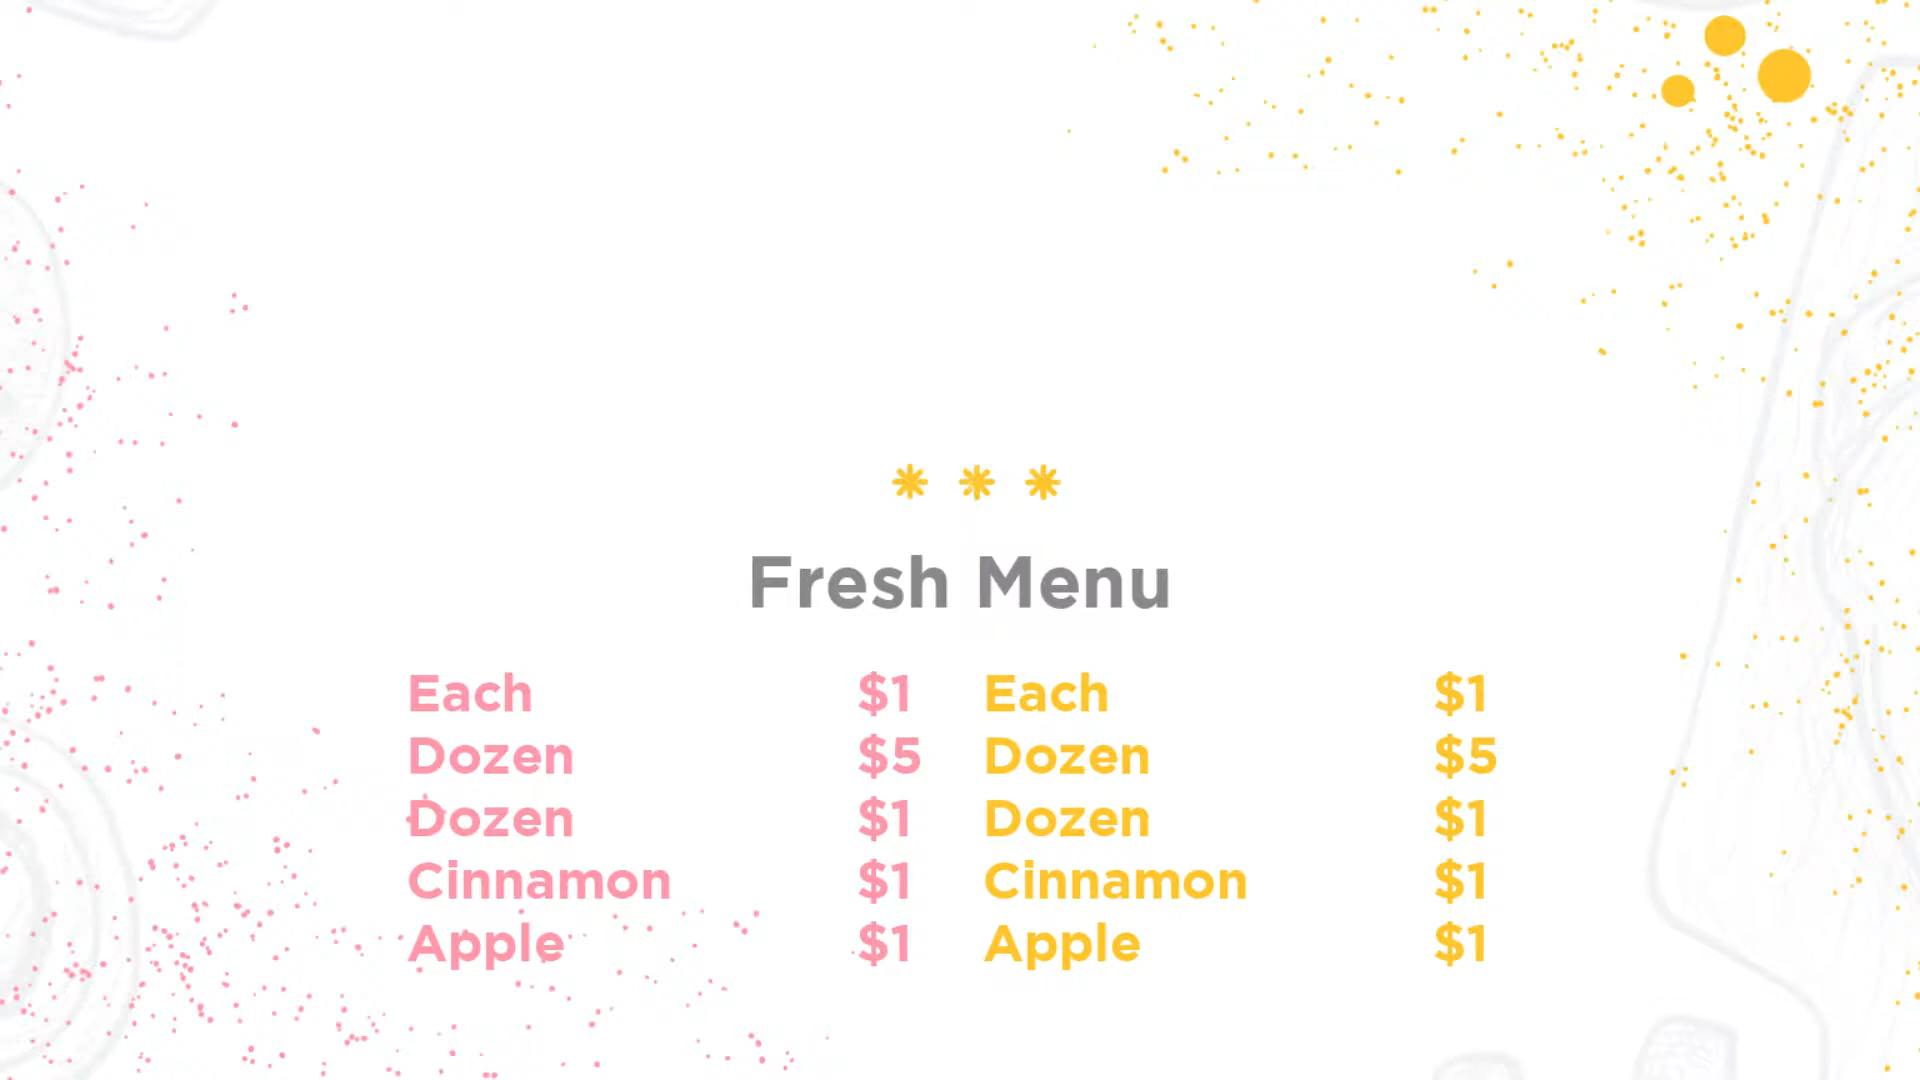 Fresh Menu
Each $1 Each $1
Dozen $5 Dozen $5
Dozen $1 Dozen $1
Cinnamon $1 Cinnamon $1
Apple $1 Apple $1